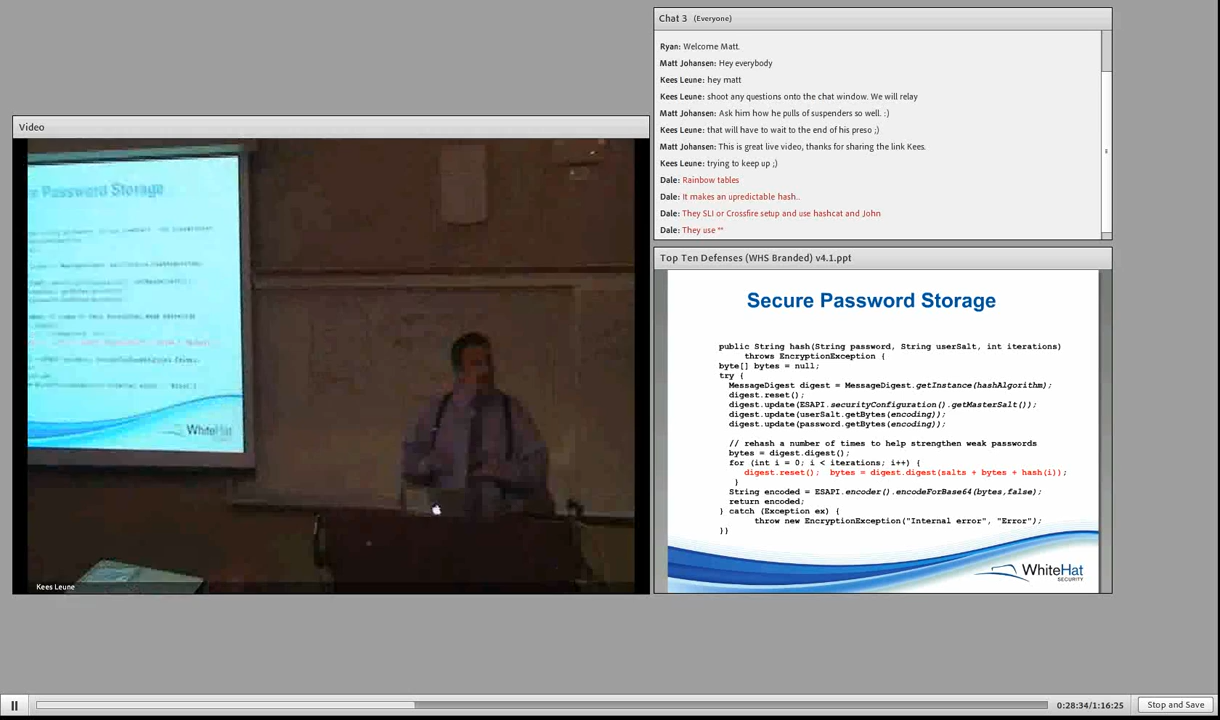 Chat 3 (Everyone)
Ryan: Welcome Matt.
Matt Johansen: Hey everybody
Kees Leune: hey matt
Kees Leune: shoot any questions onto the chat window. We will relay
Matt Johansen: Ask him how he pulls of suspenders so well. :)
Kees Leune: that will have to wait to the end of his preso ;)
Matt Johansen: This is great live video, thanks for sharing the link Kees.
Kees Leune: trying to keep up ;)
Dale: Rainbow tables
Dale: It makes an upredictable hash..
Dale: They SLI or Crossfire setup and use hashcat and John
Dale: They use **
Video
Password Storage
WhiteHat
Kees Leune
Top Ten Defenses (WHS Branded) v4.1.ppt
Secure Password Storage
public String hash(String password, String userSalt, int iterations)
throws EncryptionException {
byte[] bytes = null;
try {
MessageDigest digest = MessageDigest.getInstance(hashAlgorithm);
digest.reset();
digest.update(ESAPI.securityConfiguration().getMasterSalt());
digest.update(userSalt.getBytes(encoding));
digest.update(password.getBytes(encoding));
// rehash a number of times to help strengthen weak passwords
bytes = digest.digest();
for (int i = 0; i < iterations; i++) {
digest.reset(); bytes = digest.digest(salts + bytes + hash(i));
}
String encoded = ESAPI.encoder().encodeForBase64(bytes,false);
return encoded;
} catch (Exception ex) {
throw new EncryptionException("Internal error", "Error");
}}
WhiteHat
SECURITY
0:28:34/1:16:25
Stop and Save